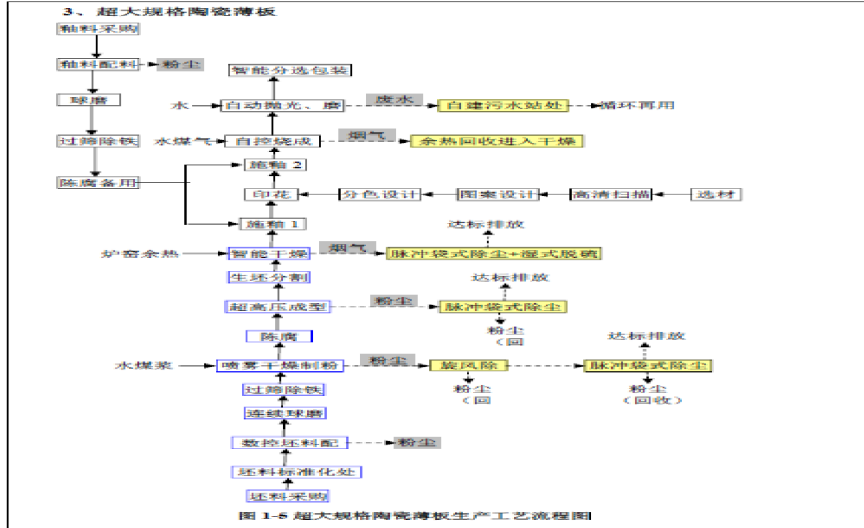 3、超大规格陶瓷薄板
釉料采购
釉料配料
粉尘
智能分选包装
球磨
水
自动抛光、磨
废水
自建污水站处
循环再用
过筛除铁
水煤气
自控烧成
烟气
余热回收进入干燥
施釉 2
陈腐备用
印花
分色设计
图案设计
高清扫描
选材
施釉 1
达标排放
炉窑余热
智能干燥
烟气
脉冲袋式除尘+湿式脱硫
生坯分割
达标排放
超高压成型
粉尘
脉冲袋式除尘
粉尘
（回
陈腐
达标排放
水煤浆
喷雾干燥制粉
粉尘
旋风除
脉冲袋式除尘
过筛除铁
粉尘
（回
粉尘
（回收）
连续球磨
数控坯料配
粉尘
坯料标准化处
坯料采购
图 1-5 超大规格陶瓷薄板生产工艺流程图